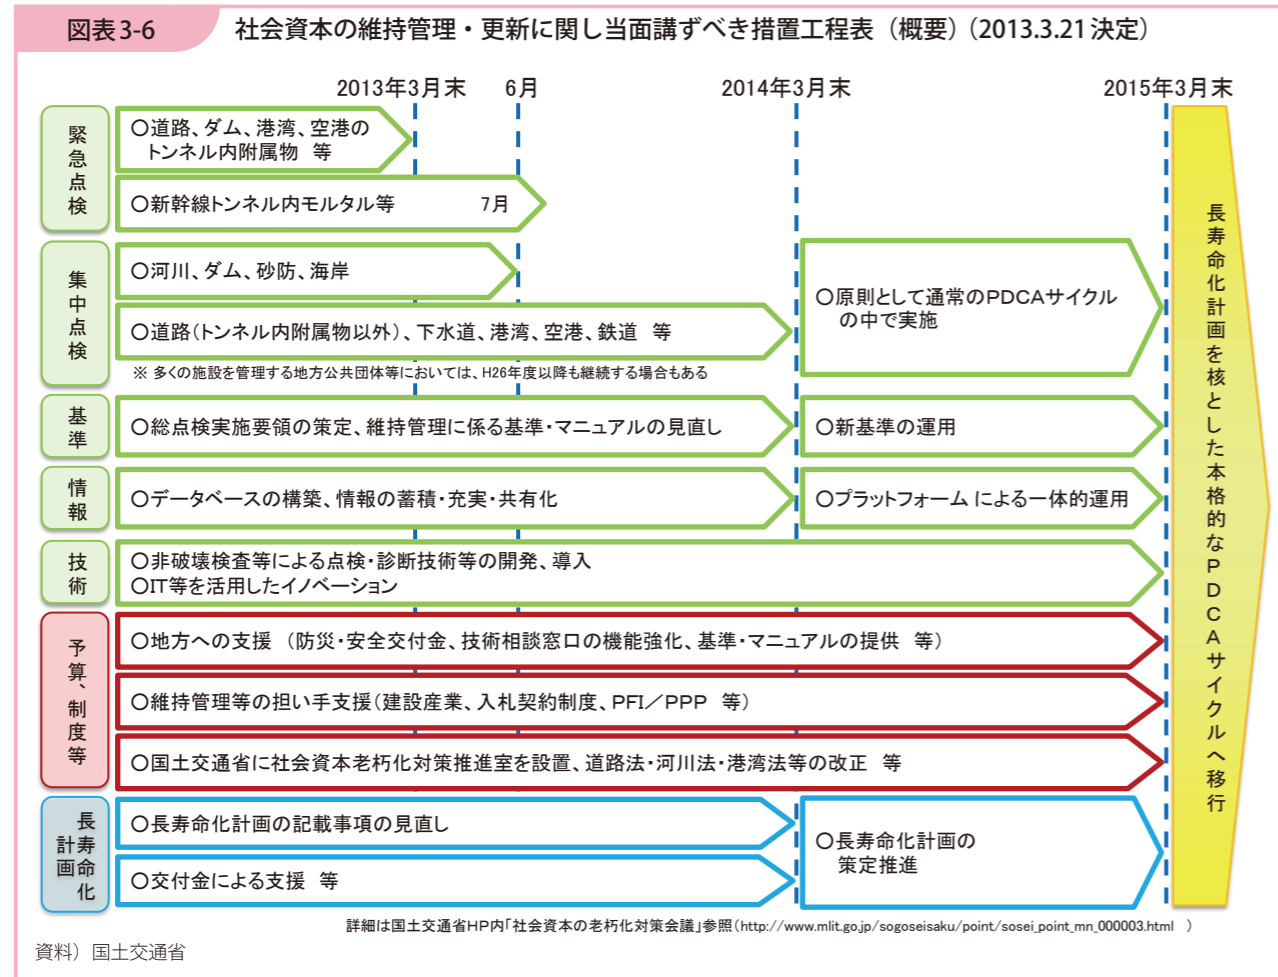 図表3-6
社会資本の維持管理・更新に関し当面講ずべき措置工程表（概要）（2013.3.21決定）
2013年3月末
6月
2014年3月末
2015年3月末
緊急点検
○道路、ダム、港湾、空港の
トンネル内附属物 等
○新幹線トンネル内モルタル等 7月
集中点検
○河川、ダム、砂防、海岸
○道路（トンネル内附属物以外）、下水道、港湾、空港、鉄道 等
※ 多くの施設を管理する地方公共団体等においては、H26年度以降も継続する場合もある
○原則として通常のPDCAサイクル
の中で実施
基準
○総点検実施要領の策定、維持管理に係る基準・マニュアルの見直し
○新基準の運用
情報
○データベースの構築、情報の蓄積・充実・共有化
○プラットフォーム による一体的運用
技術
○非破壊検査等による点検・診断技術等の開発、導入
○IT等を活用したイノベーション
予算、制度等
○地方への支援 （防災・安全交付金、技術相談窓口の機能強化、基準・マニュアルの提供 等）
○維持管理等の担い手支援（建設産業、入札契約制度、PFI／PPP 等）
○国土交通省に社会資本老朽化対策推進室を設置、道路法・河川法・港湾法等の改正 等
長寿命化
計画
○長寿命化計画の記載事項の見直し
○交付金による支援 等
○長寿命化計画の
策定推進
長寿命化計画を核とした本格的なPDCAサイクルへ移行
詳細は国土交通省HP内「社会資本の老朽化対策会議」参照（http://www.mlit.go.jp/sogoseisaku/point/sosei_point_mn_000003.html ）
資料）国土交通省